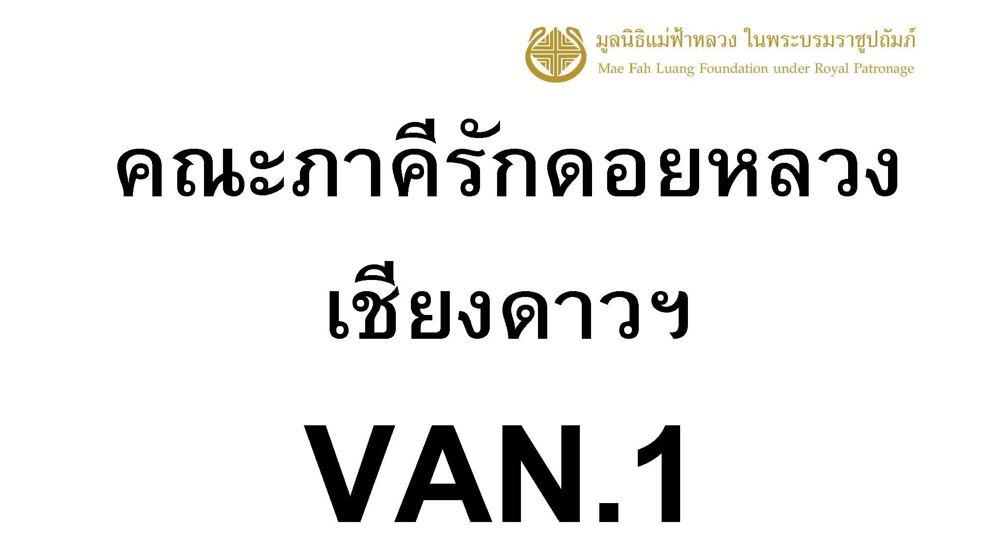 มูลนิธิแม่ฟ้าหลวง ในพระบรมราชูปถัมภ์
Mae Fah Luang Foundation under Royal Patronage
คณะภาคีรักดอยหลวง
เชียงดาวฯ
VAN.1